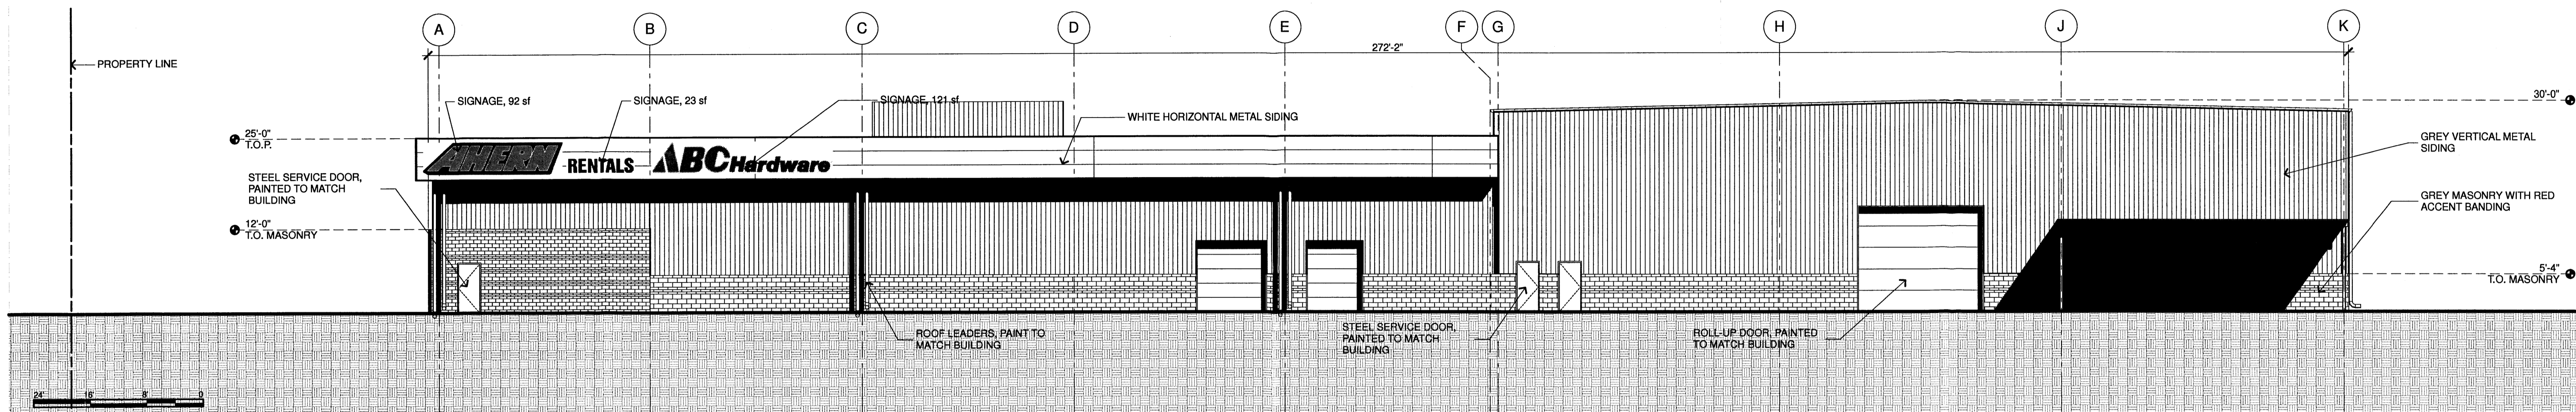 A
B
C
D
E
F
G
H
J
K
272'-2"
PROPERTY LINE
SIGNAGE, 92 sf
SIGNAGE, 23 sf
SIGNAGE, 121 sf
WHITE HORIZONTAL METAL SIDING
30'-0"
25'-0"
T.O.P.
AHERN
RENTALS
ABC Hardware
GREY VERTICAL METAL
SIDING
STEEL SERVICE DOOR,
PAINTED TO MATCH
BUILDING
GREY MASONRY WITH RED
ACCENT BANDING
12'-0"
T.O. MASONRY
5'-4"
T.O. MASONRY
ROOF LEADERS, PAINT TO
MATCH BUILDING
STEEL SERVICE DOOR,
PAINTED TO MATCH
BUILDING
ROLL-UP DOOR, PAINTED
TO MATCH BUILDING
24'
16'
8'
0